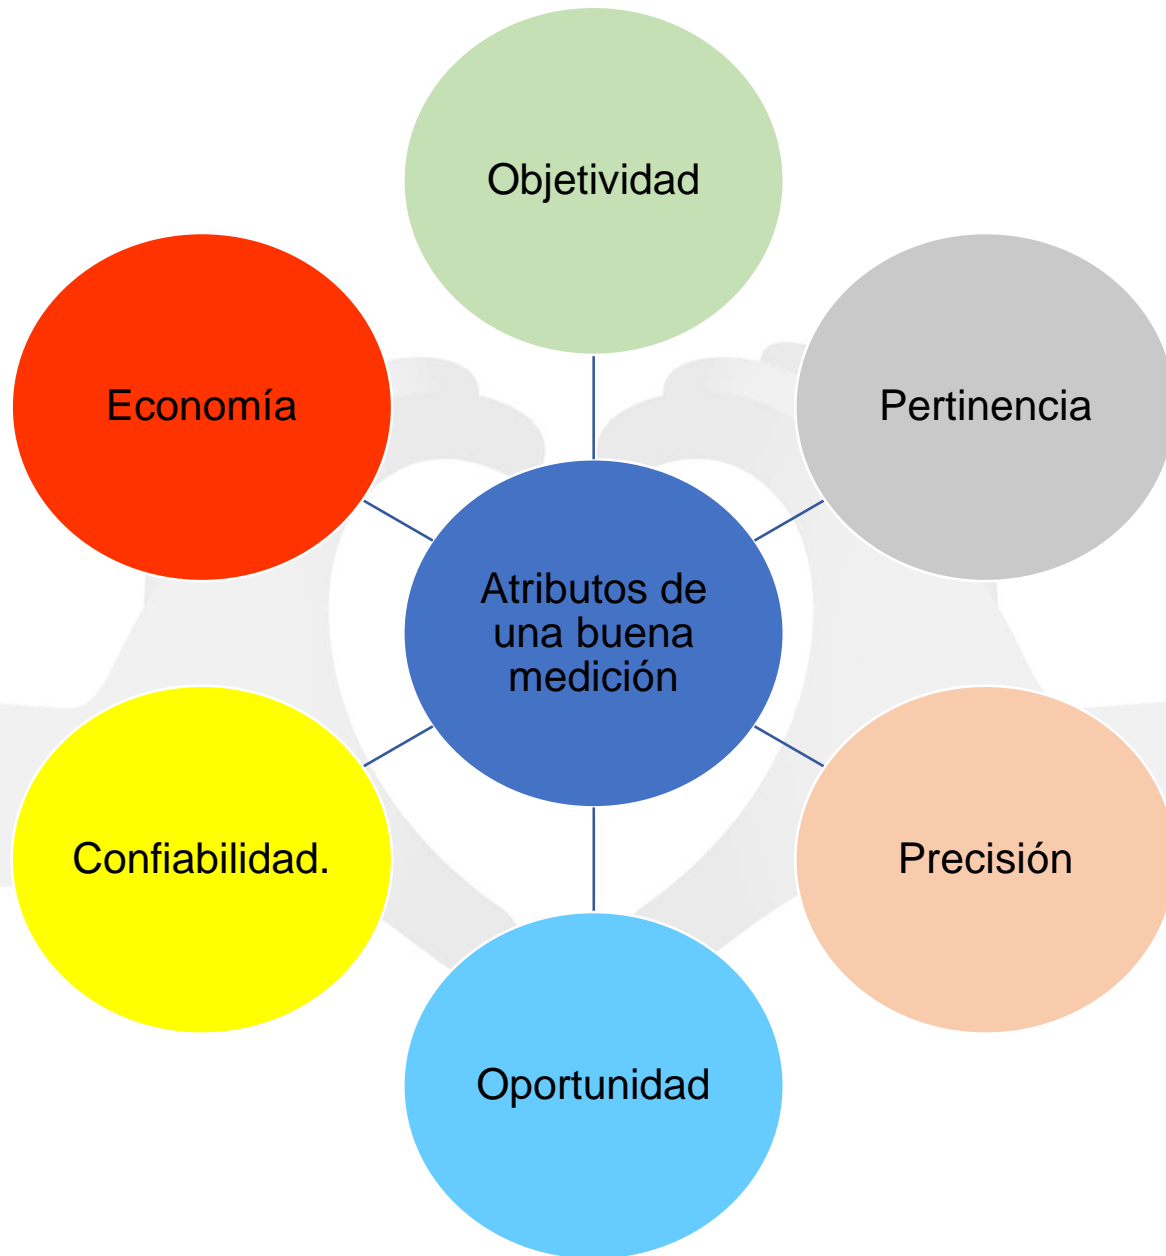 Objetividad
Economía
Pertinencia
Atributos de
una buena
medición
Confiabilidad.
Precisión
Oportunidad